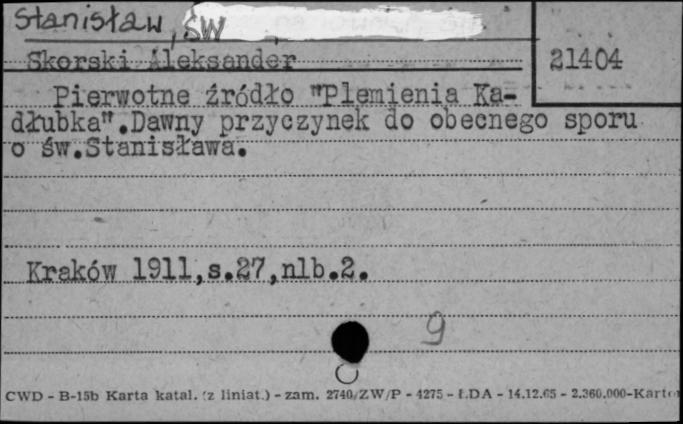 Stanisław, św
Skorski Aleksander
21404
Pierwotne źródło "Plemienia Ka-
dłubka".Dawny przyczynek do obecnego sporu
o św.Stanisława.
Kraków 1911,s.27,nlb.2.
9
CWD - B-15b Karta katal. (z liniat.) - zam. 2740/ZW/P - 4275 - ŁDA - 14.12.65 - 2.360.000-Karto